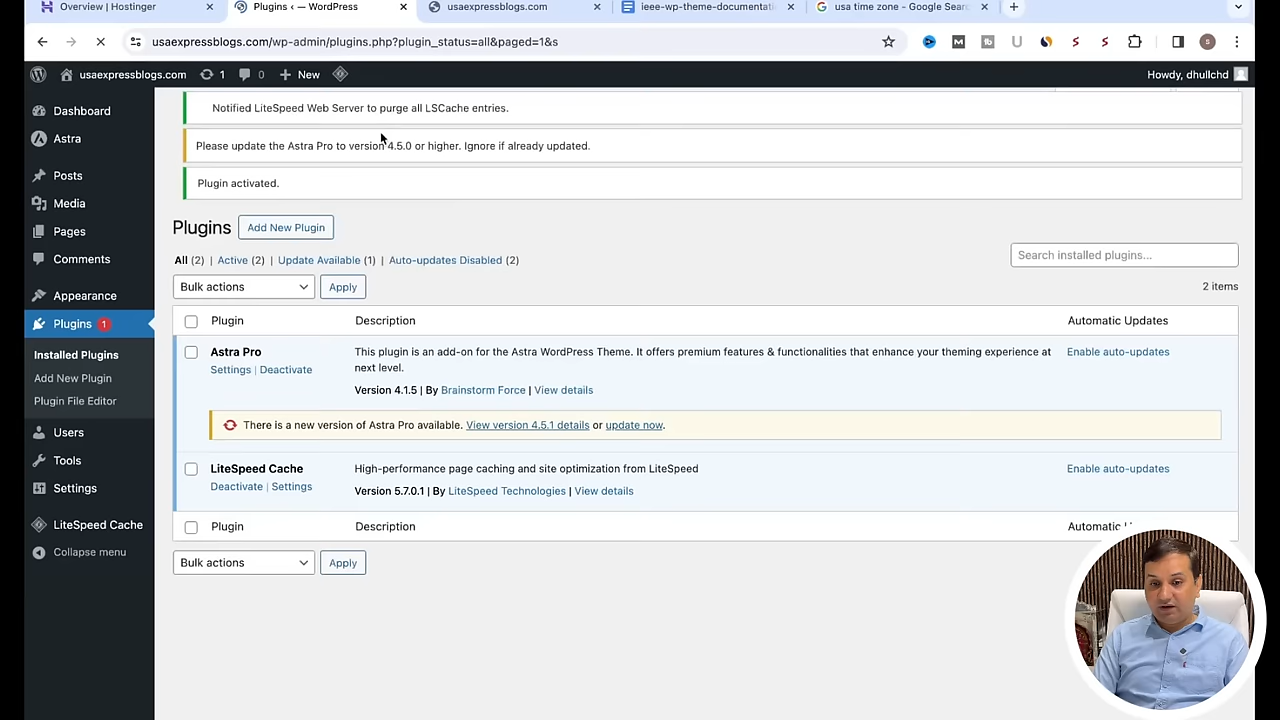 Overview | Hostinger
Plugins ‹ — WordPress
usaexpressblogs.com/
ieee-wp-theme-documentati
usa time zone - Google Sear
usaexpressblogs.com/wp-admin/plugins.php?plugin_status=all&paged=1&s
usaexpressblogs.com 1 0 New
Howdy, dhullchd
Dashboard
Astra
Posts
Media
Pages
Comments
Appearance
Plugins 1
Installed Plugins
Add New Plugin
Plugin File Editor
Users
Tools
Settings
LiteSpeed Cache
Collapse menu
Notified LiteSpeed Web Server to purge all LSCache entries.
Please update the Astra Pro to version 4.5.0 or higher. Ignore if already updated.
Plugin activated.
Plugins Add New Plugin
All (2) | Active (2) | Update Available (1) | Auto-updates Disabled (2)
Search installed plugins...
Bulk actions Apply
2 items
Plugin Description Automatic Updates
Astra Pro
Settings | Deactivate
This plugin is an add-on for the Astra WordPress Theme. It offers premium features & functionalities that enhance your theming experience at
next level.
Version 4.1.5 | By Brainstorm Force | View details
Enable auto-updates
There is a new version of Astra Pro available. View version 4.5.1 details or update now.
LiteSpeed Cache
Deactivate | Settings
High-performance page caching and site optimization from LiteSpeed
Version 5.7.0.1 | By LiteSpeed Technologies | View details
Enable auto-updates
Plugin Description
Bulk actions Apply